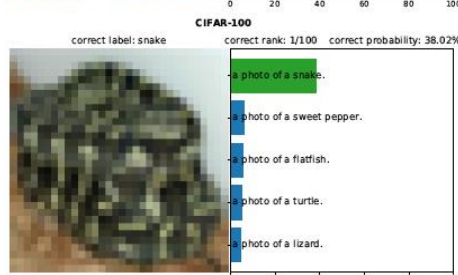 0 20 40 60 80 100
CIFAR-100
correct label: snake correct rank: 1/100 correct probability: 38.02%
a photo of a snake.
a photo of a sweet pepper.
a photo of a flatfish.
a photo of a turtle.
a photo of a lizard.